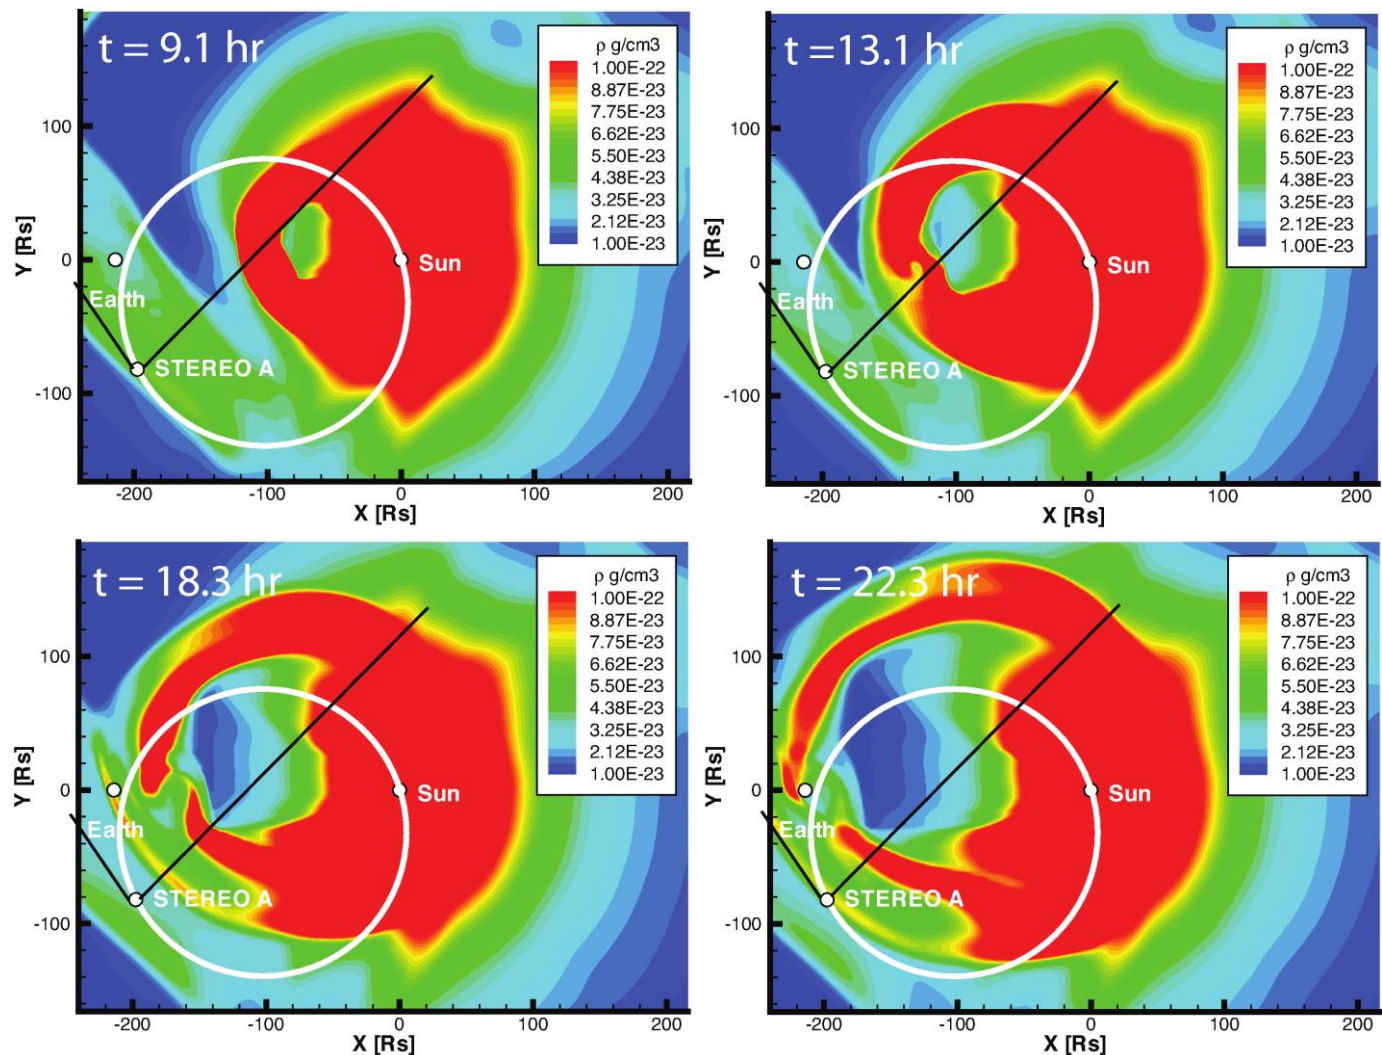 t = 9.1 hr
ρ g/cm3
1.00E-22
8.87E-23
7.75E-23
6.62E-23
5.50E-23
4.38E-23
3.25E-23
2.12E-23
1.00E-23
100
0
-100
Y [Rs]
Sun
Earth
STEREO A
-200
-100
0
100
200
X [Rs]
t =13.1 hr
ρ g/cm3
1.00E-22
8.87E-23
7.75E-23
6.62E-23
5.50E-23
4.38E-23
3.25E-23
2.12E-23
1.00E-23
100
0
-100
Y [Rs]
Sun
Earth
STEREO A
-200
-100
0
100
200
X [Rs]
t = 18.3 hr
ρ g/cm3
1.00E-22
8.87E-23
7.75E-23
6.62E-23
5.50E-23
4.38E-23
3.25E-23
2.12E-23
1.00E-23
100
0
-100
Y [Rs]
Sun
Earth
STEREO A
-200
-100
0
100
200
X [Rs]
t = 22.3 hr
ρ g/cm3
1.00E-22
8.87E-23
7.75E-23
6.62E-23
5.50E-23
4.38E-23
3.25E-23
2.12E-23
1.00E-23
100
0
-100
Y [Rs]
Sun
Earth
STEREO A
-200
-100
0
100
200
X [Rs]